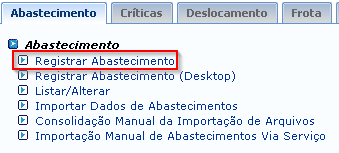 Abastecimento Críticas Deslocamento Frota
Abastecimento
Registrar Abastecimento
Registrar Abastecimento (Desktop)
Listar/Alterar
Importar Dados de Abastecimentos
Consolidação Manual da Importação de Arquivos
Importação Manual de Abastecimentos Via Serviço